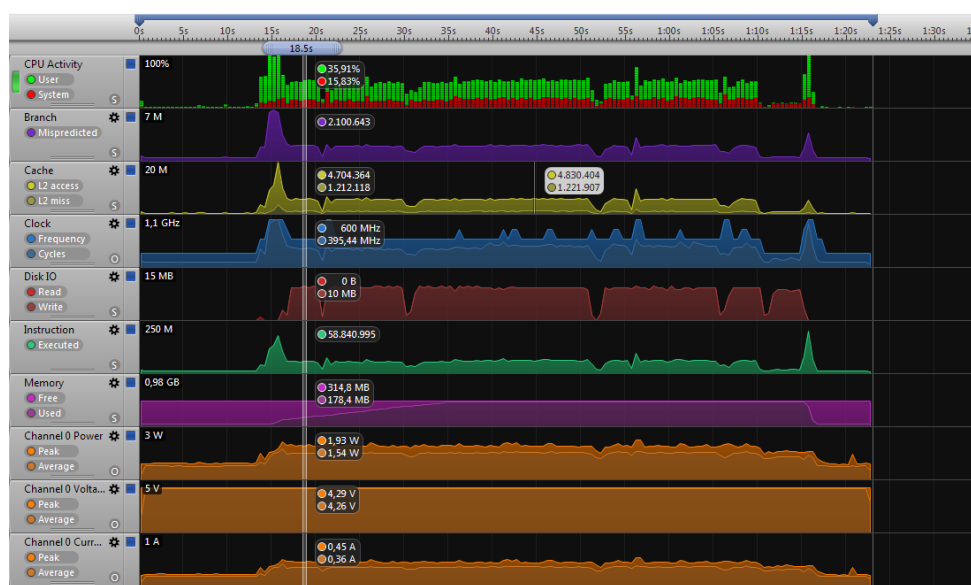 0s 5s 10s 15s 20s 25s 30s 35s 40s 45s 50s 55s 1:00s 1:05s 1:10s 1:15s 1:20s 1:25s 1:30s 1
18.5s
CPU Activity 100%
User 35,91%
System 15,83%
S
Branch 7 M
Mispredicted 2.100.643
S
Cache 20 M
L2 access 4.704.364 4.830.404
L2 miss 1.212.118 1.221.907
S
Clock 1,1 GHz
Frequency 600 MHz
Cycles 395,44 MHz
O
Disk IO 15 MB
Read 0 B
Write 10 MB
S
Instruction 250 M
Executed 58.840.995
S
Memory 0,98 GB
Free 314,8 MB
Used 178,4 MB
S
Channel 0 Power 3 W
Peak 1,93 W
Average 1,54 W
O
Channel 0 Volta... 5 V
Peak 4,29 V
Average 4,26 V
O
Channel 0 Curr... 1 A
Peak 0,45 A
Average 0,36 A
O